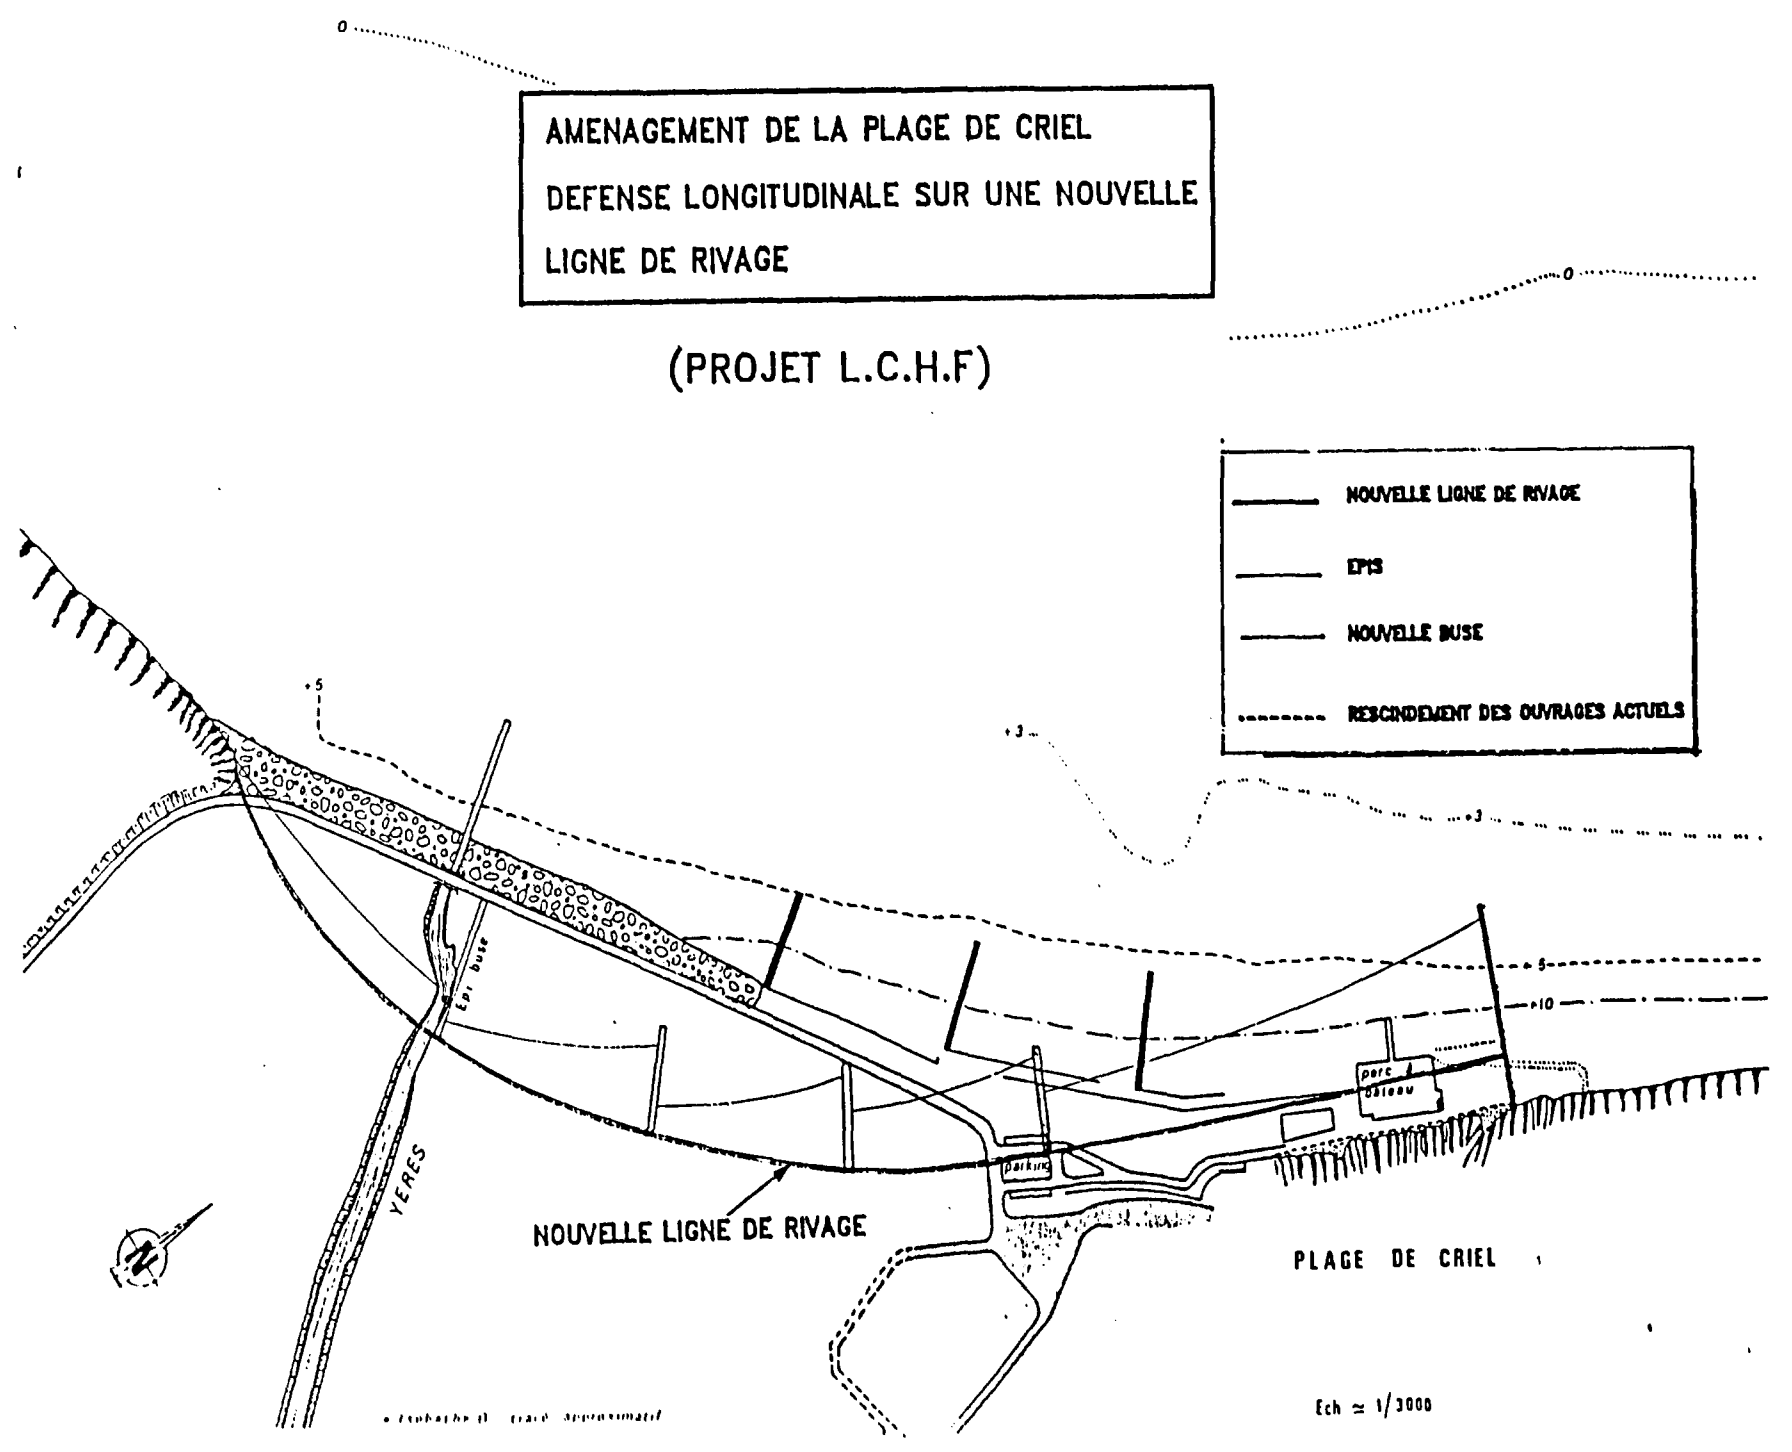 0
AMENAGEMENT DE LA PLAGE DE CRIEL
DEFENSE LONGITUDINALE SUR UNE NOUVELLE
LIGNE DE RIVAGE
0
(PROJET L.C.H.F)
NOUVELLE LIGNE DE RIVAGE
EPIS
NOUVELLE BUSE
RESCINDEMENT DES OUVRAGES ACTUELS
+5
+3
+3
Epi buse
+5
+10
parc à
bateau
parking
YERES
NOUVELLE LIGNE DE RIVAGE
N
PLAGE DE CRIEL
Ech ≃ 1/3000
tracé approximatif